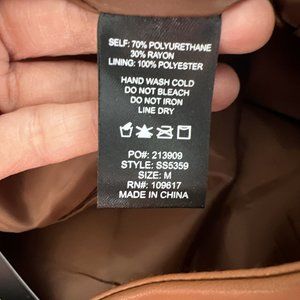 SELF: 70% POLYURETHANE
30% RAYON
LINING: 100% POLYESTER
HAND WASH COLD
DO NOT BLEACH
DO NOT IRON
LINE DRY
PO#: 213909
STYLE: SS5359
SIZE: M
RN#: 109617
MADE IN CHINA